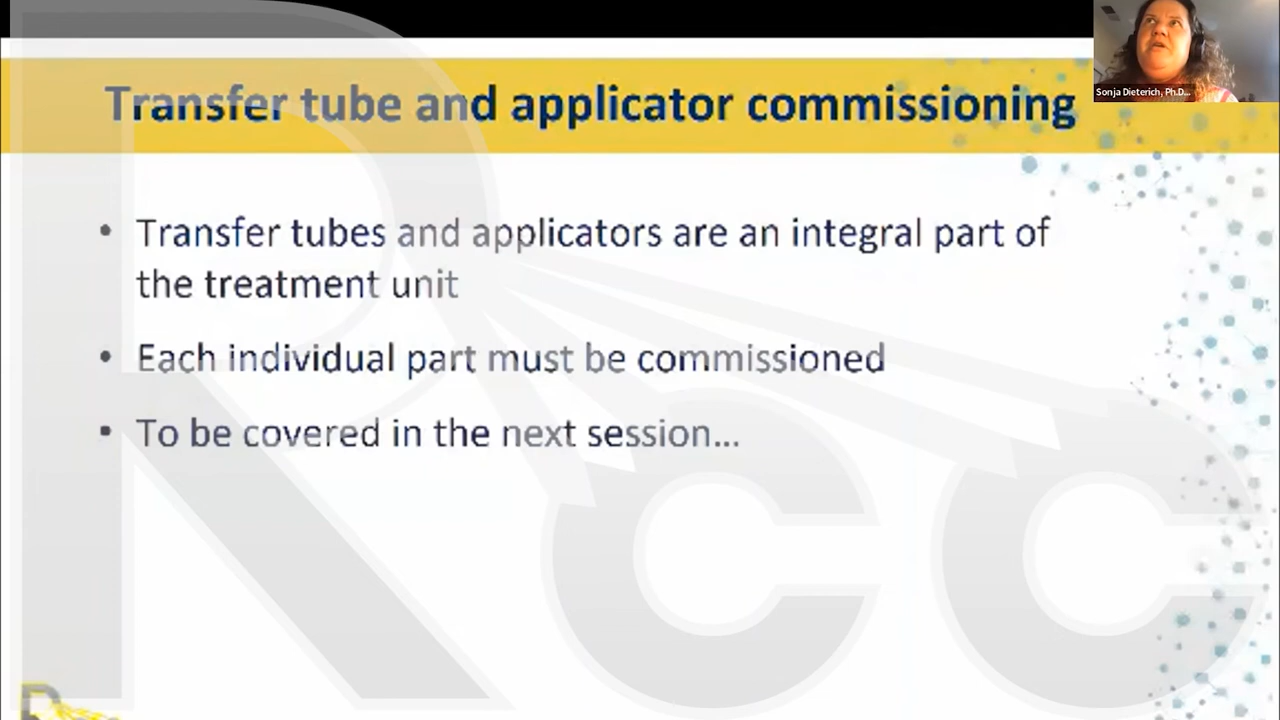 Transfer tube and applicator commissioning
Sonja Dieterich, Ph.D...
• Transfer tubes and applicators are an integral part of
the treatment unit
• Each individual part must be commissioned
• To be covered in the next session...
Rcc